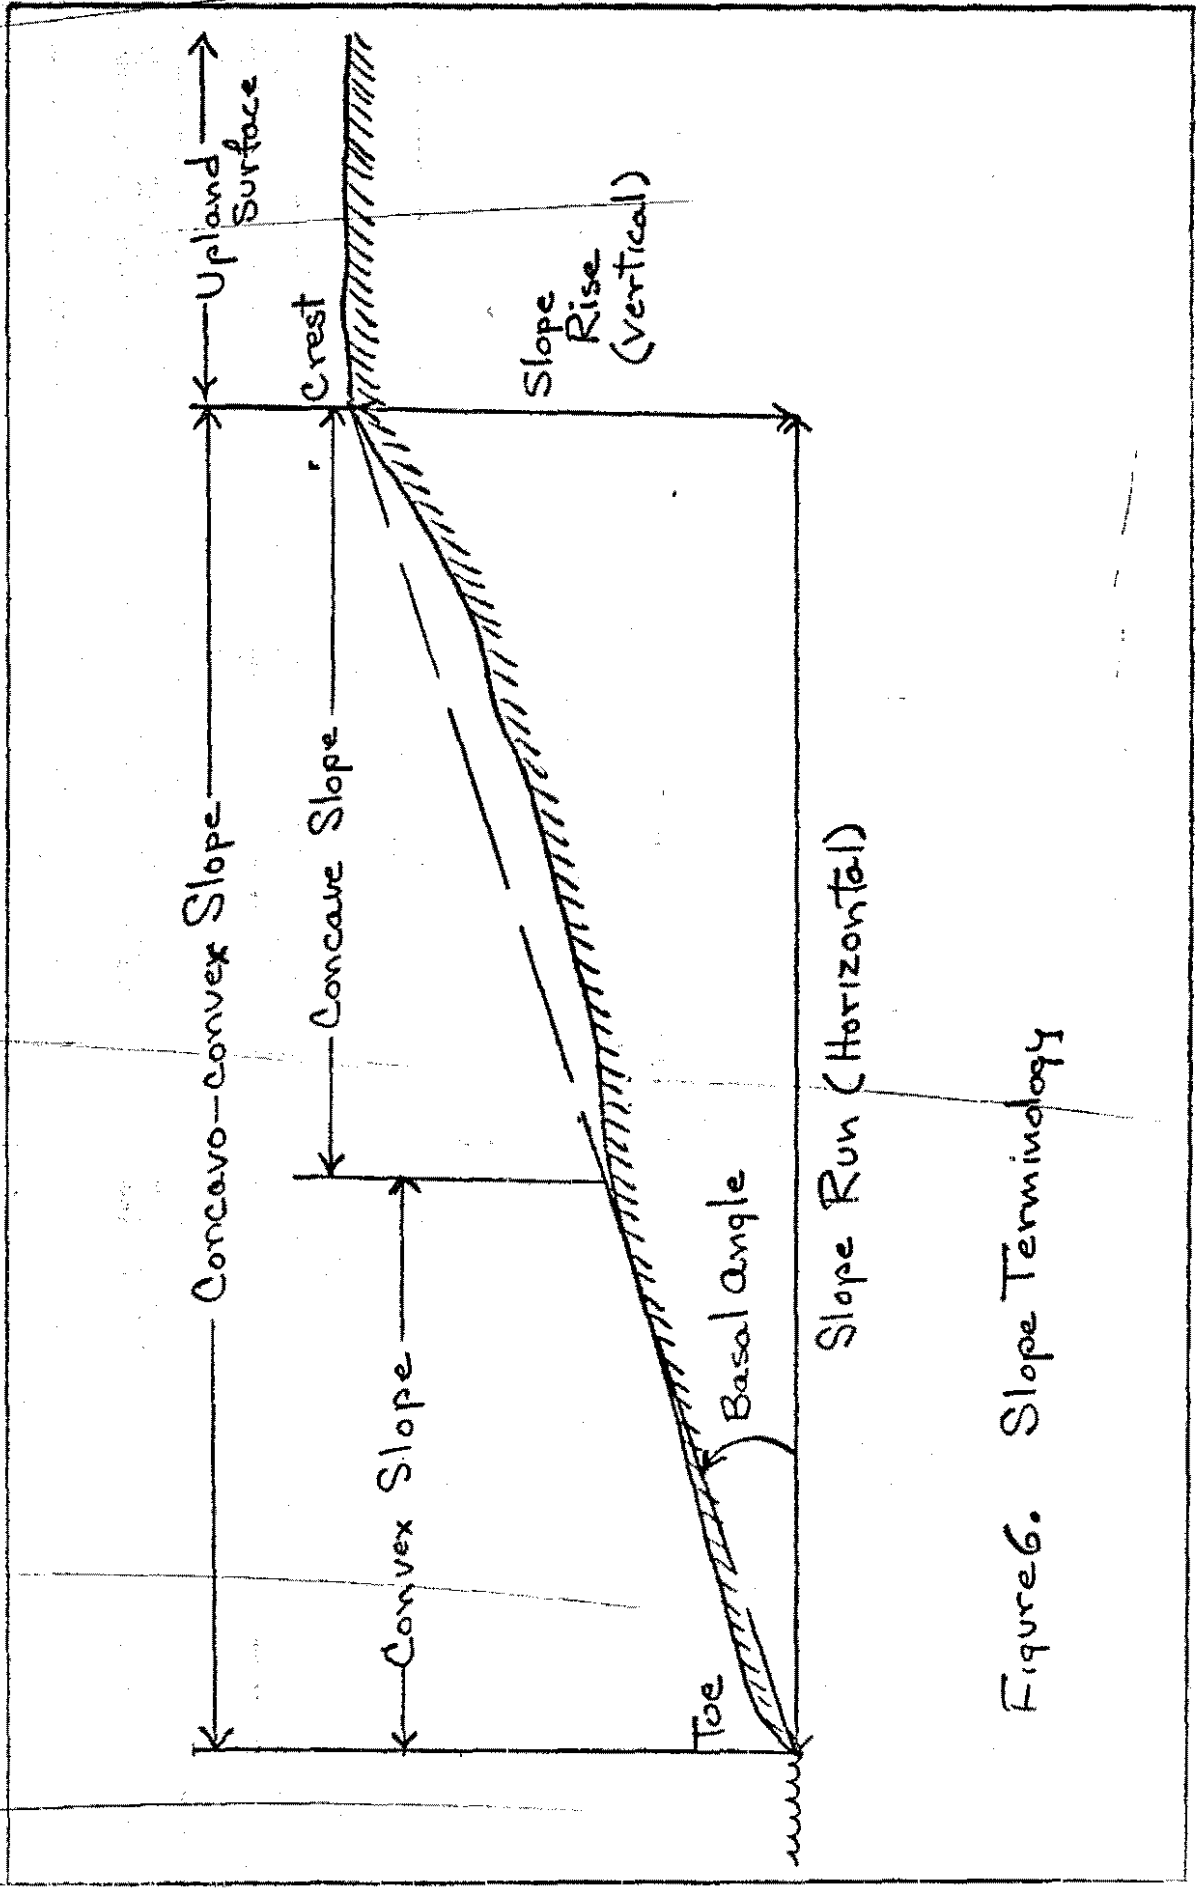 Upland
Surface
Concavo-convex Slope
Crest
Concave Slope
Convex Slope
Slope
Rise
(Vertical)
Toe
Basal angle
Slope Run (Horizontal)
Figure 6. Slope Terminology